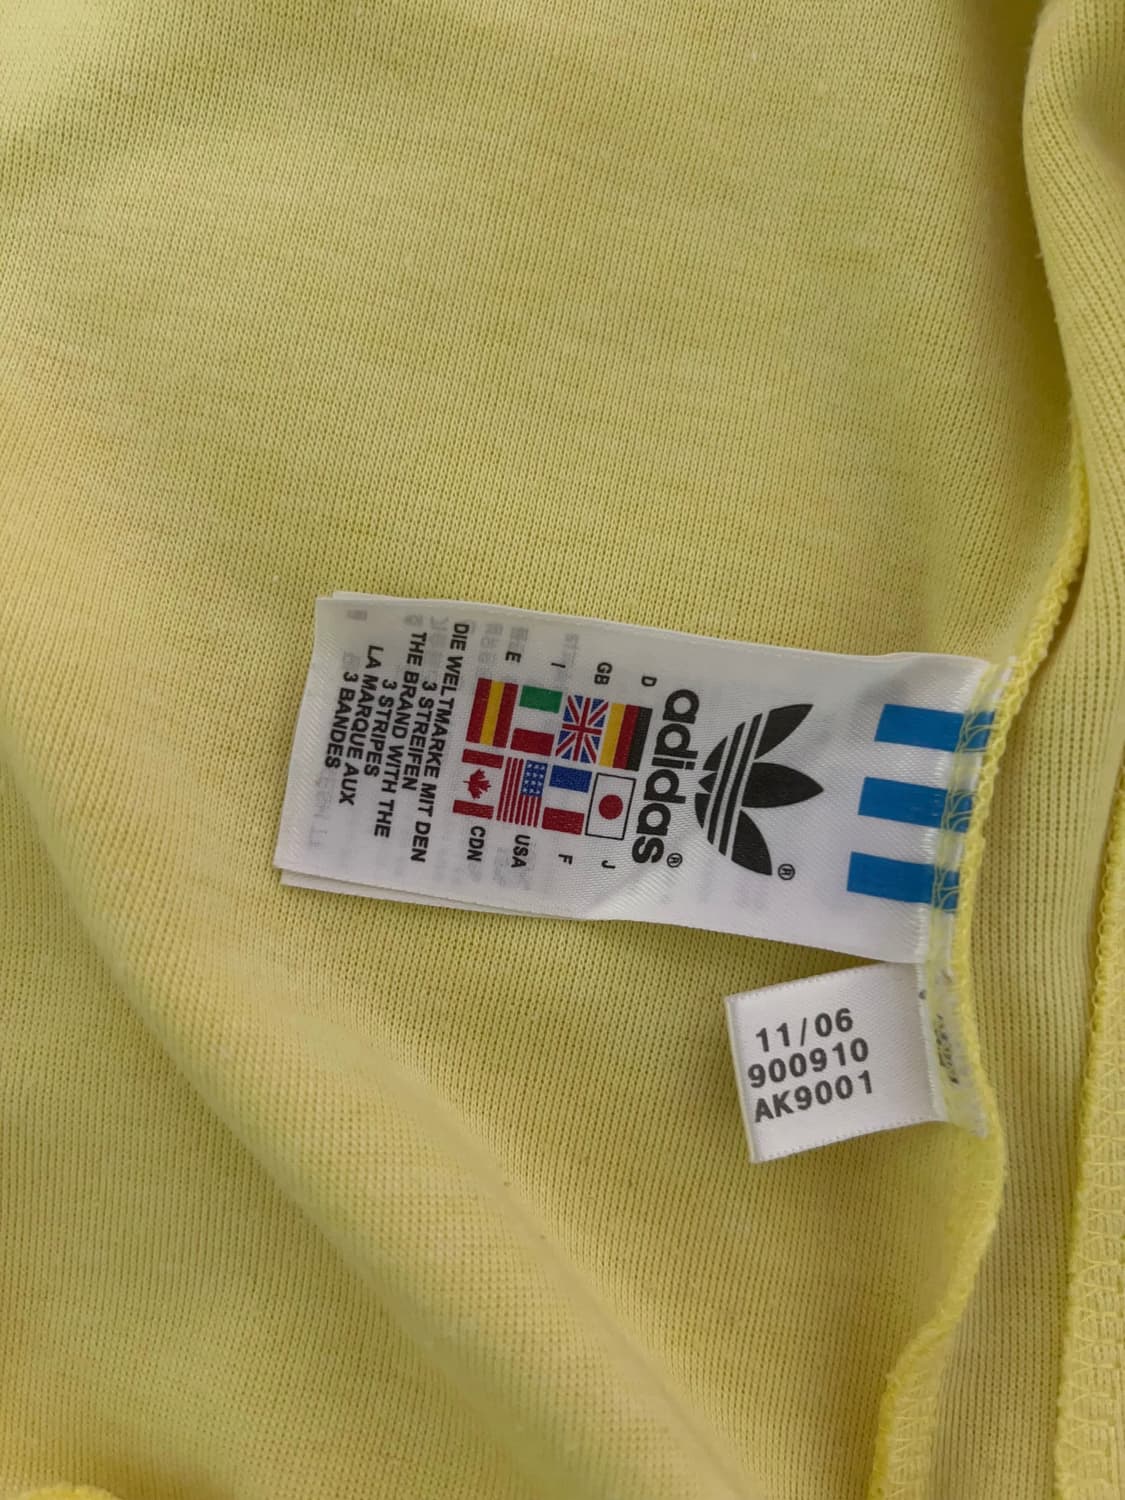 adidas®
®
D
J
GB
F
I
USA
E
CDN
DIE WELTMARKE MIT DEN
3 STREIFEN
THE BRAND WITH THE
3 STRIPES
LA MARQUE AUX
3 BANDES
11/06
900910
AK9001